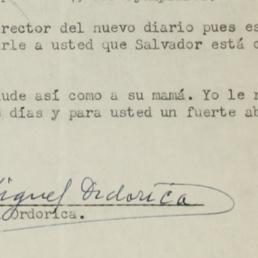 rector del nuevo diario pues es
rle a usted que Salvador está
ude así como a su mamá. Yo le
días y para usted un fuerte ab
iguel Ordorica
Ordorica.